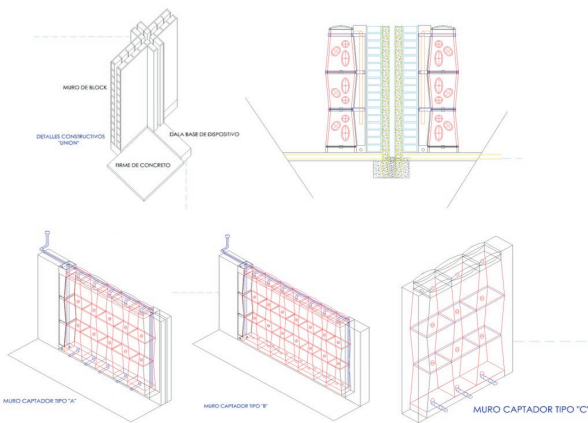 MURO DE BLOCK
DETALLES CONSTRUCTIVOS
"UNION"
DALA BASE DE DISPOSITIVO
FIRME DE CONCRETO
MURO CAPTADOR TIPO "A"
MURO CAPTADOR TIPO "B"
MURO CAPTADOR TIPO "C"